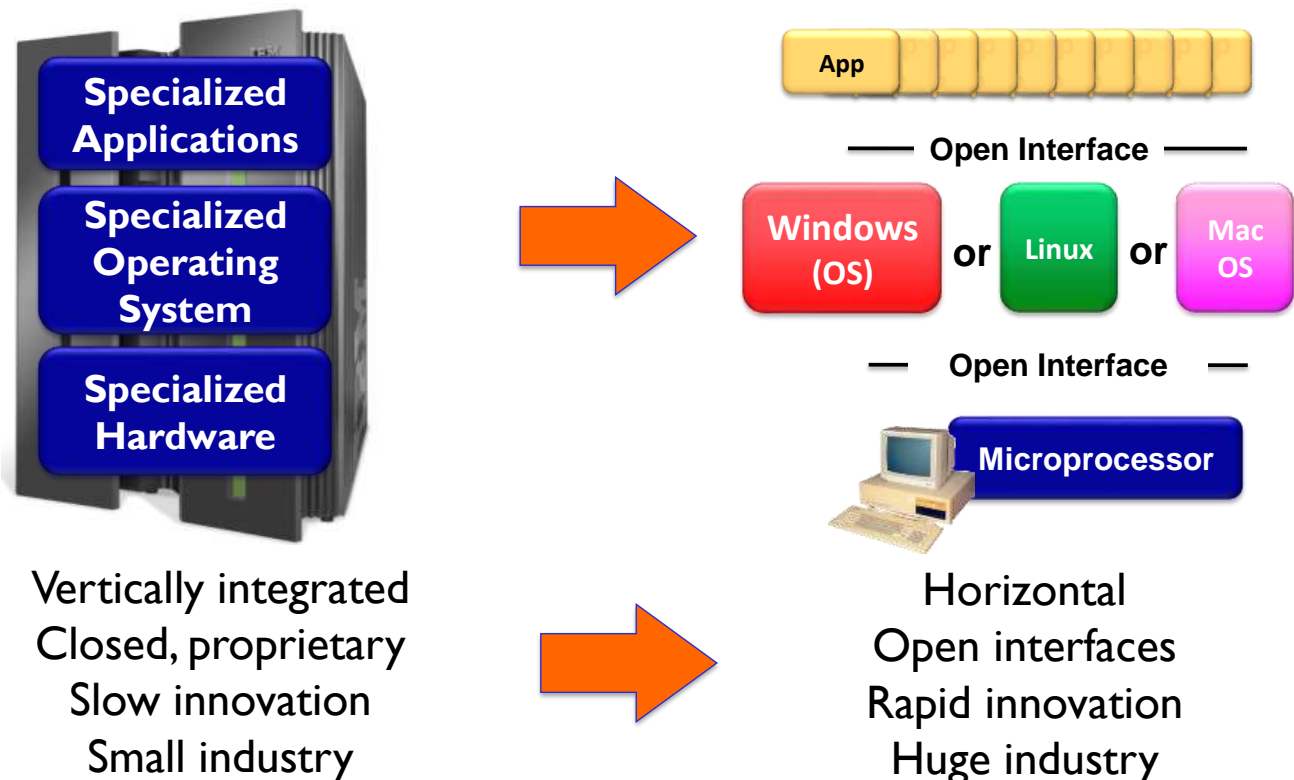 IBM
Specialized
Applications
Specialized
Operating
System
Specialized
Hardware
Vertically integrated
Closed, proprietary
Slow innovation
Small industry
App
Open Interface
Windows
(OS)
or
Linux
or
Mac
OS
Open Interface
Microprocessor
Horizontal
Open interfaces
Rapid innovation
Huge industry